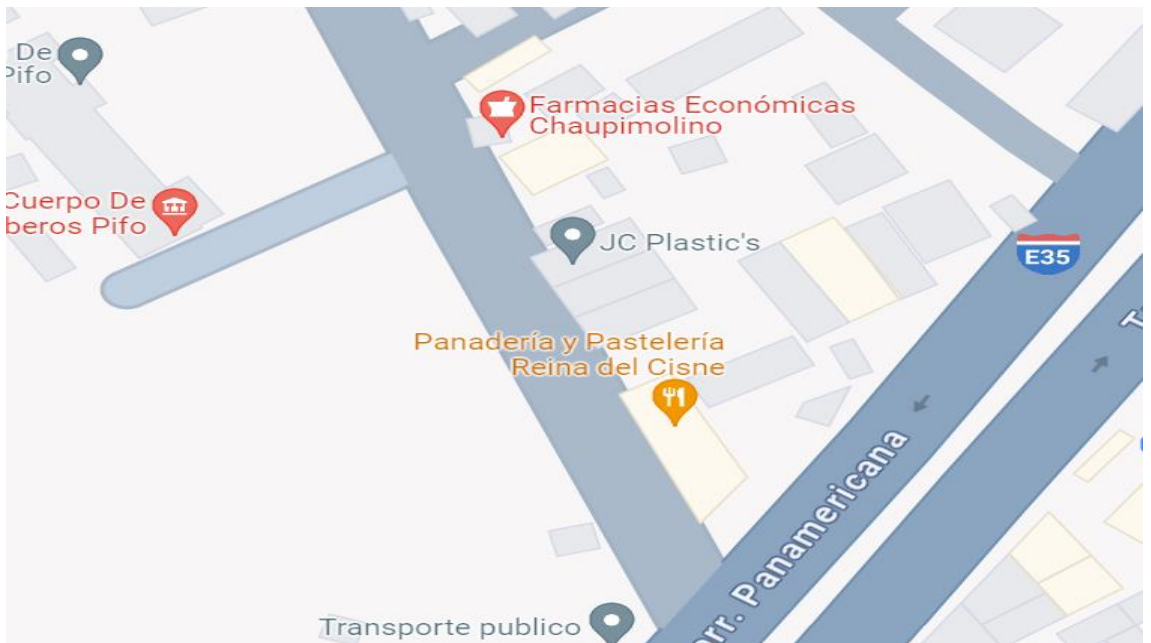 De
Pifo
Farmacias Económicas
Chaupimolino
Cuerpo De
beros Pifo
JC Plastic's
E35
Panadería y Pastelería
Reina del Cisne
rr. Panamericana
Transporte publico